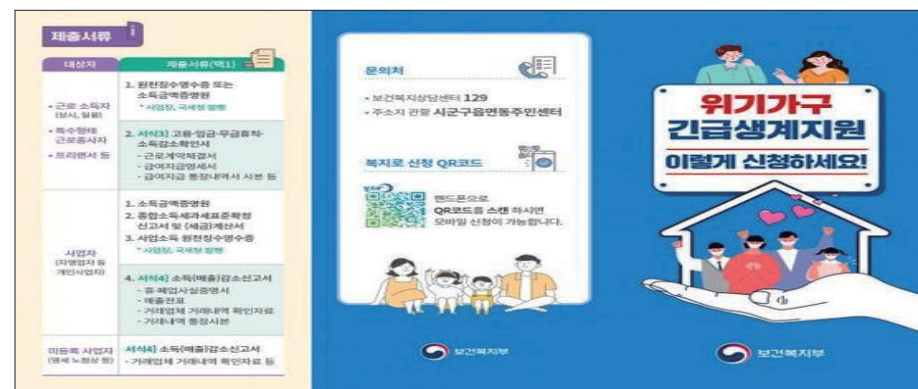 제출서류
대상자
제출서류(택1)
• 근로 소득자
(상시, 일용)
• 특수형태
근로종사자
• 프리랜서 등
1. 원천징수영수증 또는
소득금액증명원
* 사업장, 국세청 발행
2. 서식3] 고용·임금·무급휴직·
소득감소확인서
- 근로계약체결서
- 급여지급명세서
- 급여지급 통장내역서 사본 등
사업자
(자영업자 등
개인사업자)
1. 소득금액증명원
2. 종합소득세과세표준확정
신고서 및 (세금)계산서
3. 사업소득 원천징수영수증
* 사업장, 국세청 발행
4. 서식4] 소득(매출)감소신고서
- 휴·폐업사실증명서
- 매출전표
- 거래업체 거래내역 확인자료
- 거래내역 통장사본
미등록 사업자
(영세 노점상 등)
서식4] 소득(매출)감소신고서
- 거래업체 거래내역 확인자료 등
문의처
• 보건복지상담센터 129
• 주소지 관할 시군구읍면동주민센터
복지로 신청 QR코드
핸드폰으로
QR코드를 스캔 하시면
모바일 신청이 가능합니다.
보건복지부
위기가구
긴급생계지원
이렇게 신청하세요!
보건복지부